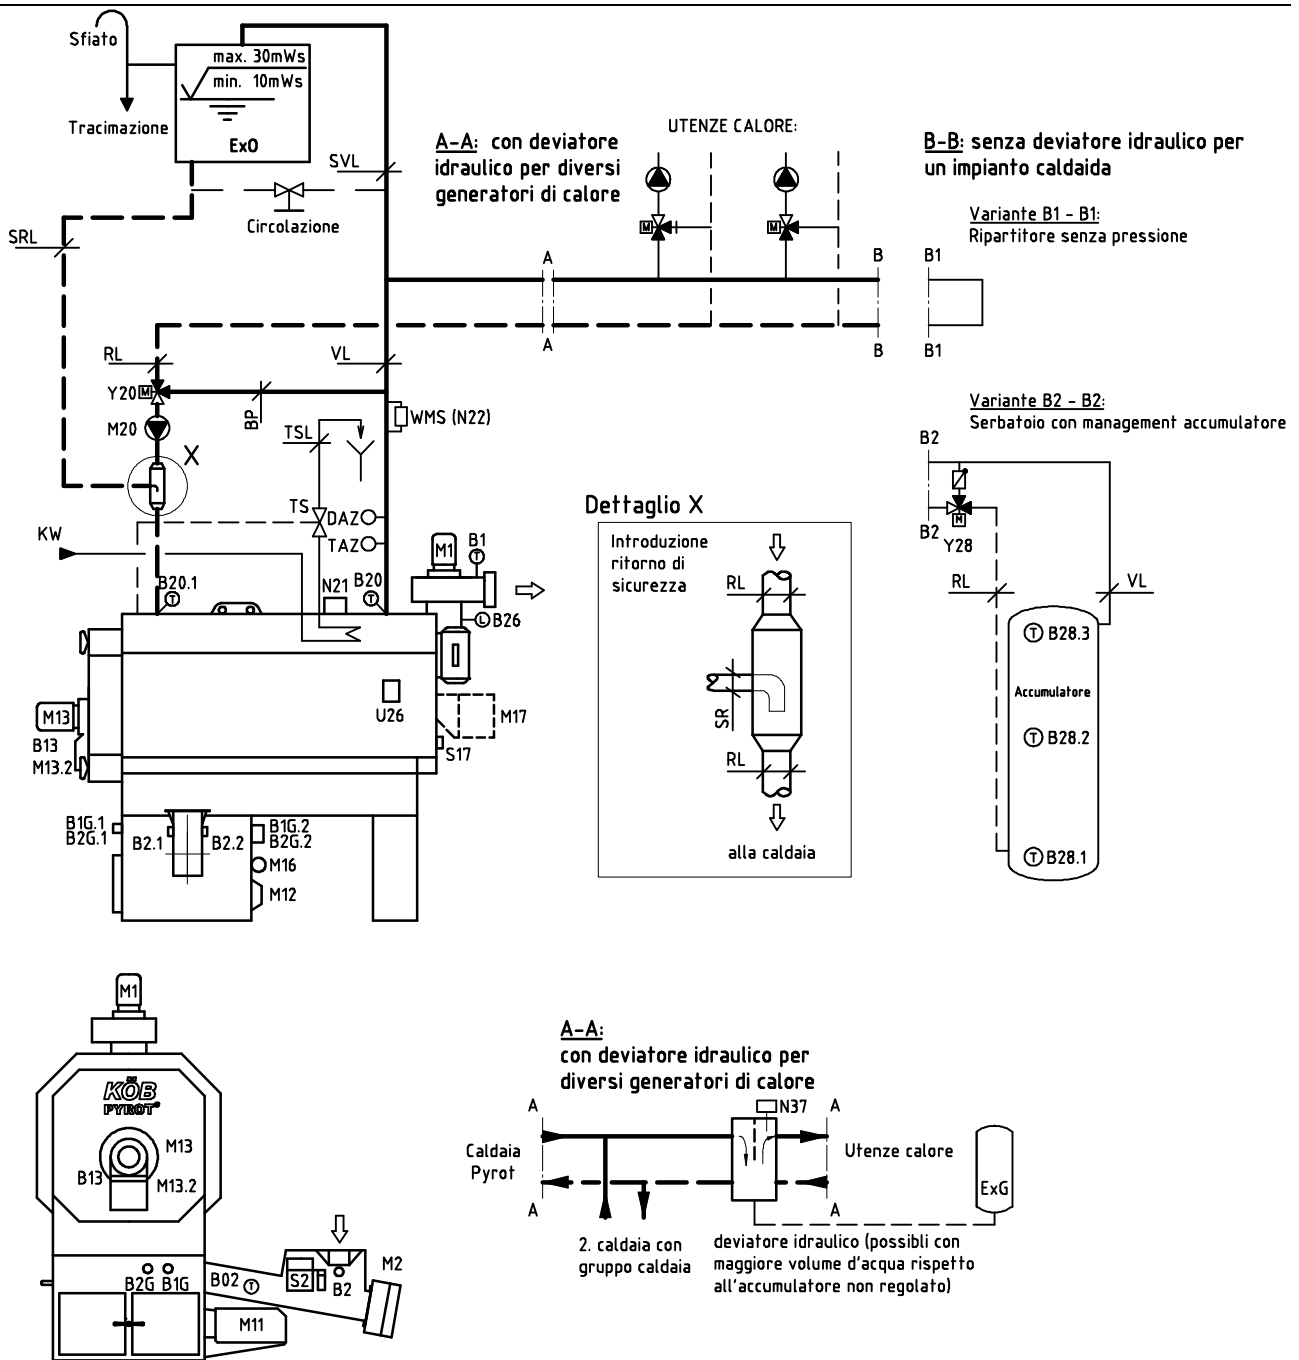 Sfiato
max. 30mWs
min. 10mWs
Tracimazione
ExO
SVL
Circolazione
SRL
A-A: con deviatore
idraulico per diversi
generatori di calore
UTENZE CALORE:
M
M
B-B: senza deviatore idraulico per
un impianto caldaida
Variante B1 - B1:
Ripartitore senza pressione
A
A
B
B
B1
B1
RL
VL
Y20
M
M20
BP
WMS (N22)
X
TSL
TS
DAZ
TAZ
KW
B20.1
T
N21
B20
T
M1
B1
T
L
B26
M13
B13
M13.2
U26
M17
S17
B1G.1
B2G.1
B2.1
B2.2
B1G.2
B2G.2
M16
M12
Dettaglio X
Introduzione
ritorno di
sicurezza
RL
SR
RL
alla caldaia
Variante B2 - B2:
Serbatoio con management accumulatore
B2
B2
M
Y28
RL
VL
T B28.3
Accumulatore
T B28.2
T B28.1
M1
KÖB
PYROT®
M13
B13
M13.2
B2G B1G
B02 T
S2
B2
M2
M11
A-A:
con deviatore idraulico per
diversi generatori di calore
A
N37
A
Caldaia
Pyrot
Utenze calore
A
A
ExG
2. caldaia con
gruppo caldaia
deviatore idraulico (possibli con
maggiore volume d'acqua rispetto
all'accumulatore non regolato)